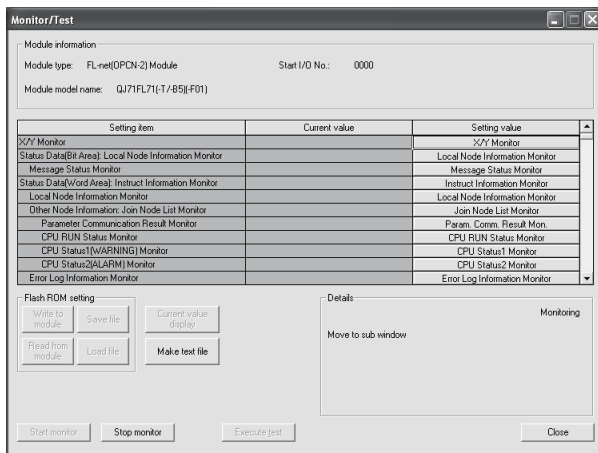 Monitor/Test
Module information
Module type: FL-net(OPCN-2) Module Start I/O No.: 0000
Module model name: QJ71FL71(-T/-B5)(-F01)
Setting item Current value Setting value
X/Y Monitor X/Y Monitor
Status Data(Bit Area): Local Node Information Monitor Local Node Information Monitor
Message Status Monitor Message Status Monitor
Status Data(Word Area): Instruct Information Monitor Instruct Information Monitor
Local Node Information Monitor Local Node Information Monitor
Other Node Information: Join Node List Monitor Join Node List Monitor
Parameter Communication Result Monitor Param. Comm. Result Mon.
CPU RUN Status Monitor CPU RUN Status Monitor
CPU Status1(WARNING) Monitor CPU Status1 Monitor
CPU Status2(ALARM) Monitor CPU Status2 Monitor
Error Log Information Monitor Error Log Information Monitor
Flash ROM setting Details
Write to module Save file Current value display Monitoring
Move to sub window
Read from module Load file Make text file
Start monitor Stop monitor Execute test Close